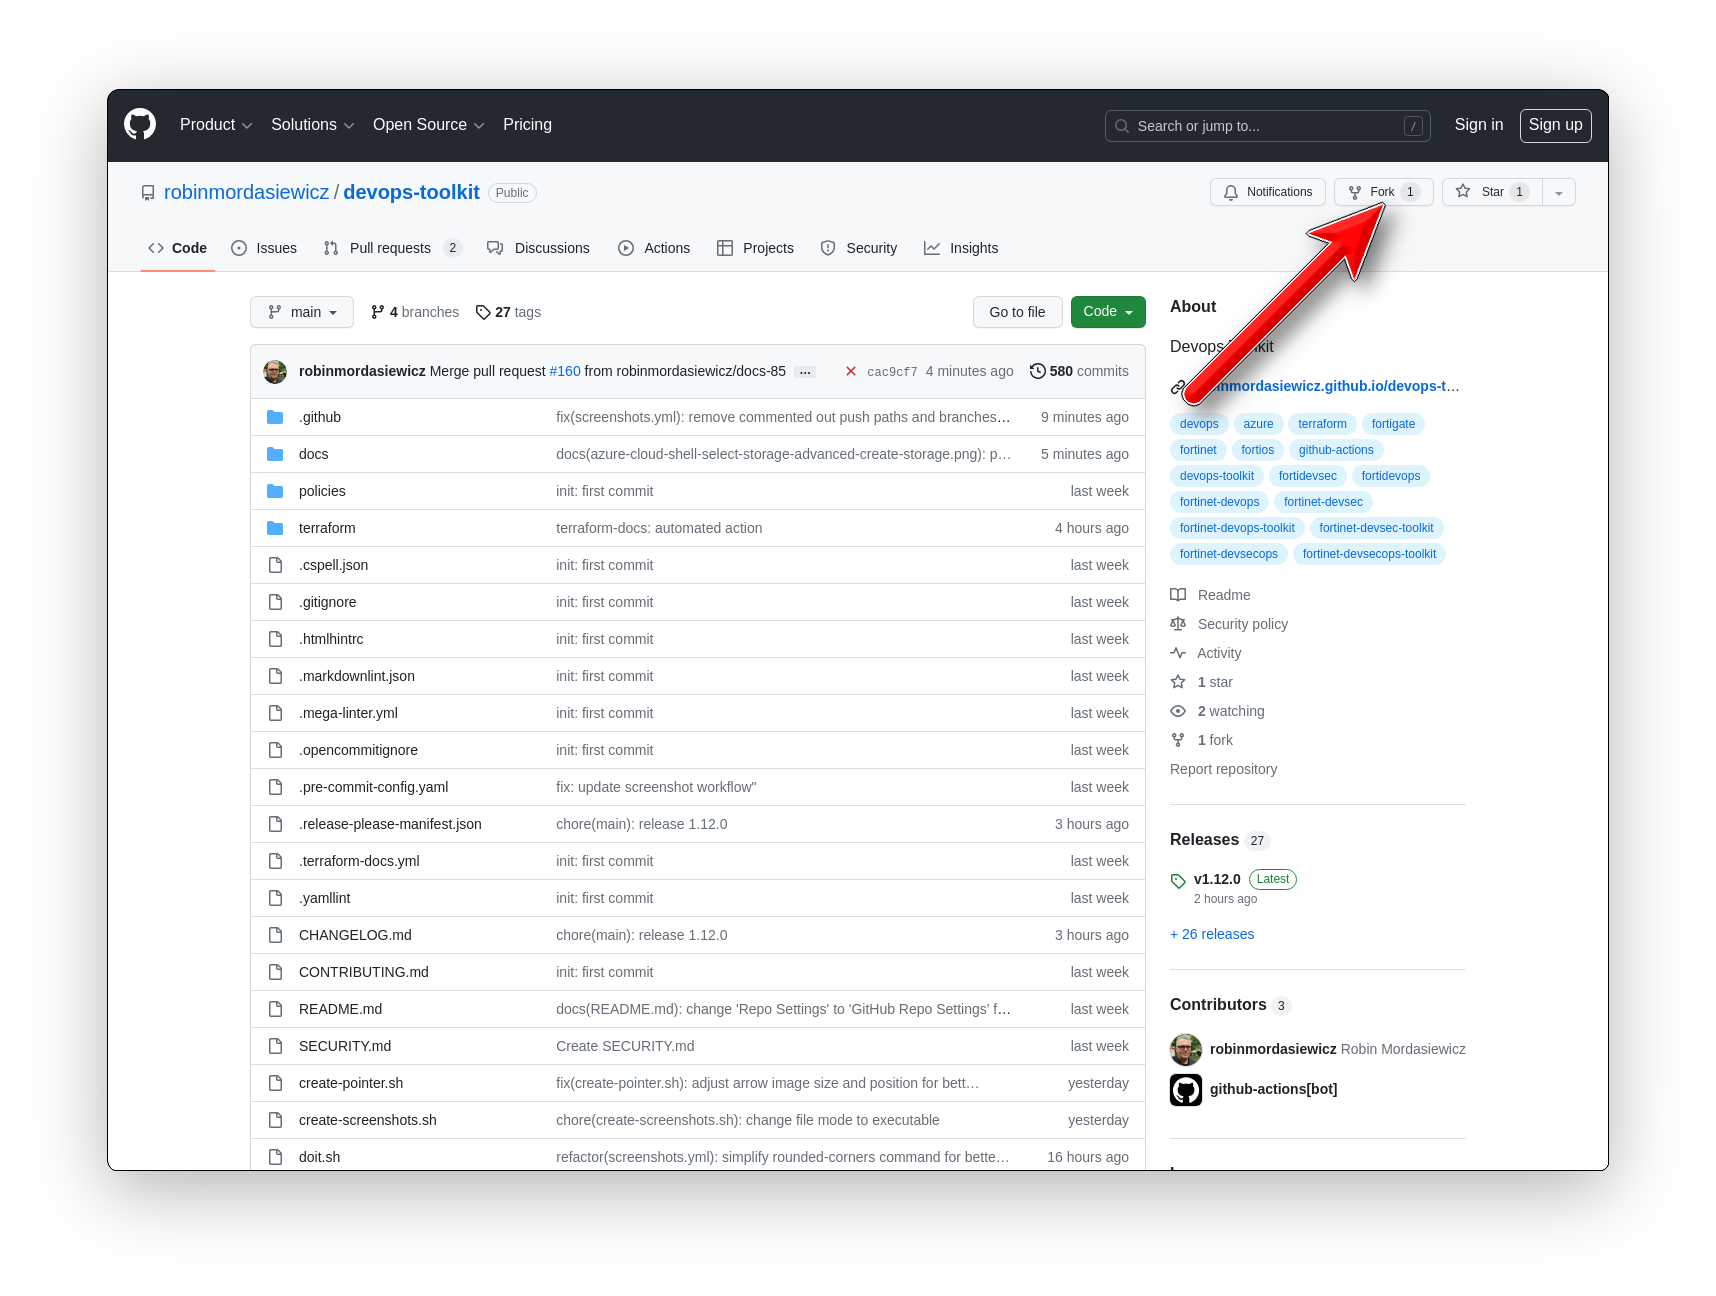 Product Solutions Open Source Pricing Search or jump to... / Sign in Sign up
robinmordasiewicz / devops-toolkit Public Notifications Fork 1 Star 1
Code Issues Pull requests 2 Discussions Actions Projects Security Insights
main 4 branches 27 tags Go to file Code
robinmordasiewicz Merge pull request #160 from robinmordasiewicz/docs-85 ... cac9cf7 4 minutes ago 580 commits
.github fix(screenshots.yml): remove commented out push paths and branches… 9 minutes ago
docs docs(azure-cloud-shell-select-storage-advanced-create-storage.png): p… 5 minutes ago
policies init: first commit last week
terraform terraform-docs: automated action 4 hours ago
.cspell.json init: first commit last week
.gitignore init: first commit last week
.htmlhintrc init: first commit last week
.markdownlint.json init: first commit last week
.mega-linter.yml init: first commit last week
.opencommitignore init: first commit last week
.pre-commit-config.yaml fix: update screenshot workflow" last week
.release-please-manifest.json chore(main): release 1.12.0 3 hours ago
.terraform-docs.yml init: first commit last week
.yamllint init: first commit last week
CHANGELOG.md chore(main): release 1.12.0 3 hours ago
CONTRIBUTING.md init: first commit last week
README.md docs(README.md): change 'Repo Settings' to 'GitHub Repo Settings' f… last week
SECURITY.md Create SECURITY.md last week
create-pointer.sh fix(create-pointer.sh): adjust arrow image size and position for bett… yesterday
create-screenshots.sh chore(create-screenshots.sh): change file mode to executable yesterday
doit.sh refactor(screenshots.yml): simplify rounded-corners command for bette… 16 hours ago
About
Devops
devops azure terraform fortigate
fortinet fortios github-actions
devops-toolkit fortidevsec fortidevops
fortinet-devops fortinet-devsec
fortinet-devops-toolkit fortinet-devsec-toolkit
fortinet-devsecops fortinet-devsecops-toolkit
Readme
Security policy
Activity
1 star
2 watching
1 fork
Report repository
Releases 27
v1.12.0 Latest
2 hours ago
+ 26 releases
Contributors 3
robinmordasiewicz Robin Mordasiewicz
github-actions[bot]